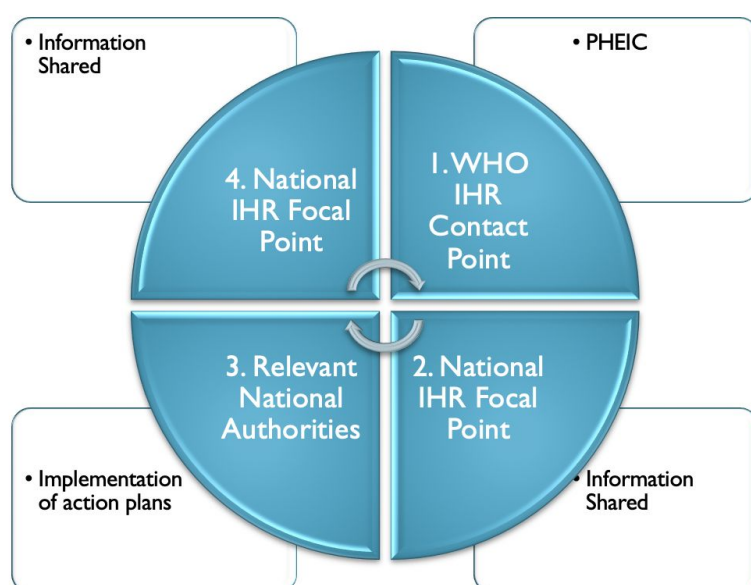 • Information
Shared
• PHEIC
4. National
IHR Focal
Point
1. WHO
IHR
Contact
Point
3. Relevant
National
Authorities
2. National
IHR Focal
Point
• Implementation
of action plans
• Information
Shared